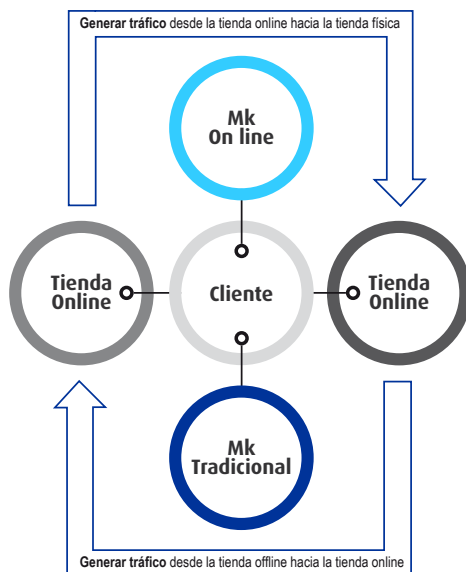 Generar tráfico desde la tienda online hacia la tienda física
Mk
On line
Tienda
Online
Cliente
Tienda
Online
Mk
Tradicional
Generar tráfico desde la tienda offline hacia la tienda online